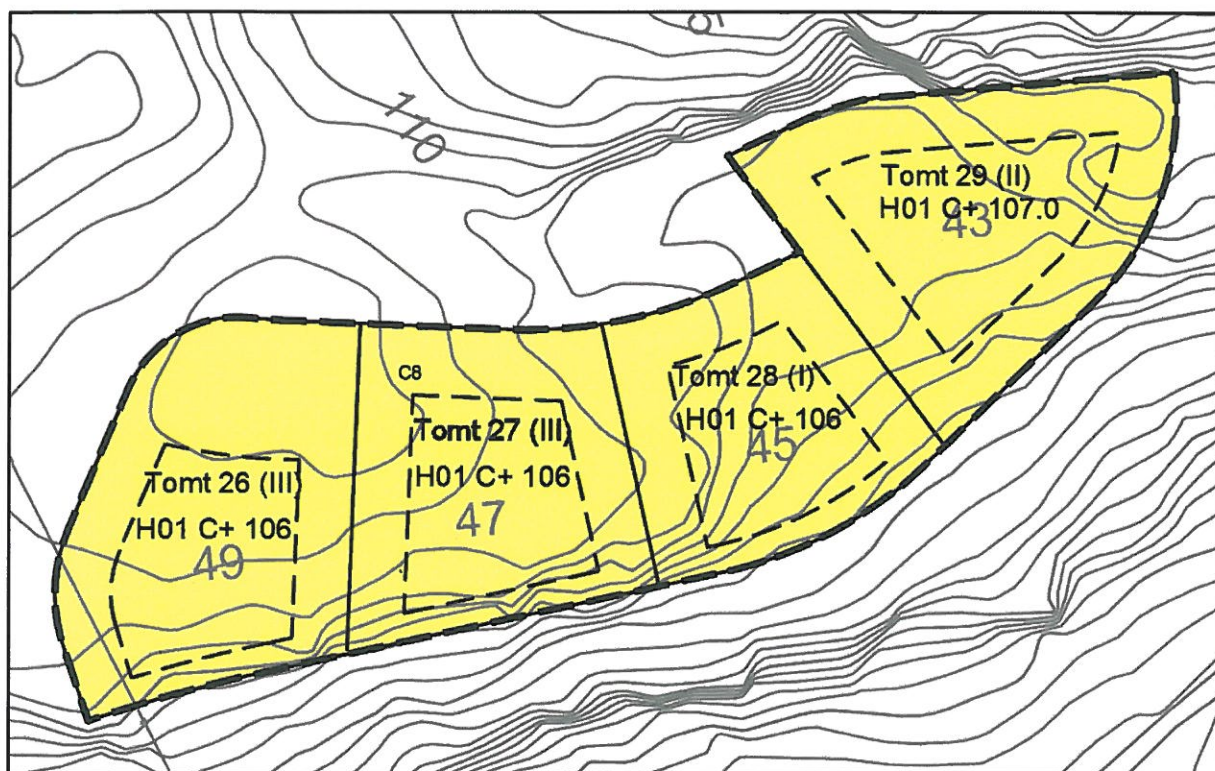 110
Tomt 29 (II)
H01 C+ 107.0
43
C8
Tomt 28 (I)
H01 C+ 106
45
Tomt 27 (III)
H01 C+ 106
47
Tomt 26 (III)
H01 C+ 106
49